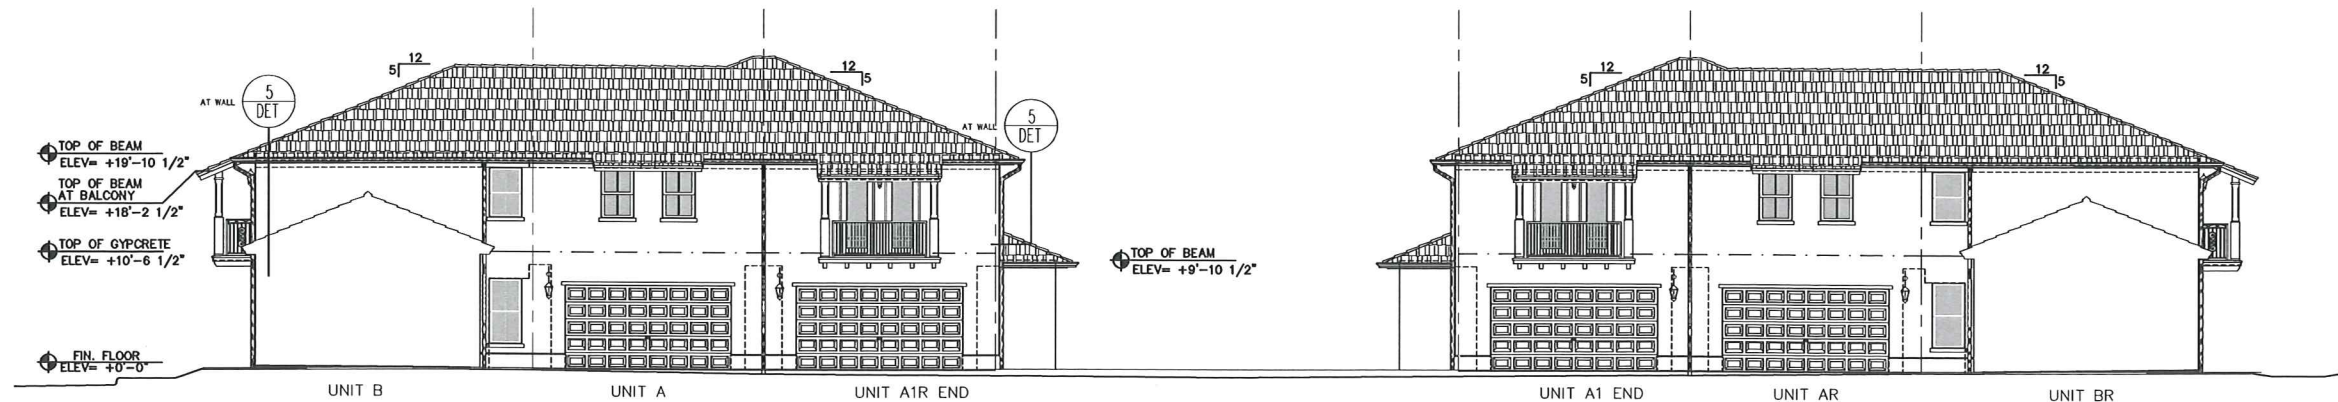 12
5
12
5
12
5
12
5
AT WALL
5
DET
AT WALL
5
DET
TOP OF BEAM
ELEV= +19'-10 1/2"
TOP OF BEAM
AT BALCONY
ELEV= +18'-2 1/2"
TOP OF GYPCRETE
ELEV= +10'-6 1/2"
TOP OF BEAM
ELEV= +9'-10 1/2"
FIN. FLOOR
ELEV= +0'-0"
UNIT B
UNIT A
UNIT A1R END
UNIT A1 END
UNIT AR
UNIT BR